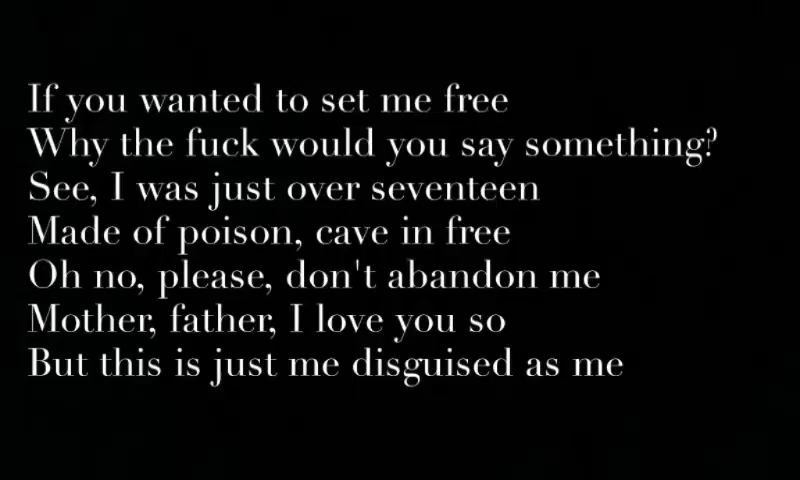 If you wanted to set me free
Why the fuck would you say something?
See, I was just over seventeen
Made of poison, cave in free
Oh no, please, don't abandon me
Mother, father, I love you so
But this is just me disguised as me